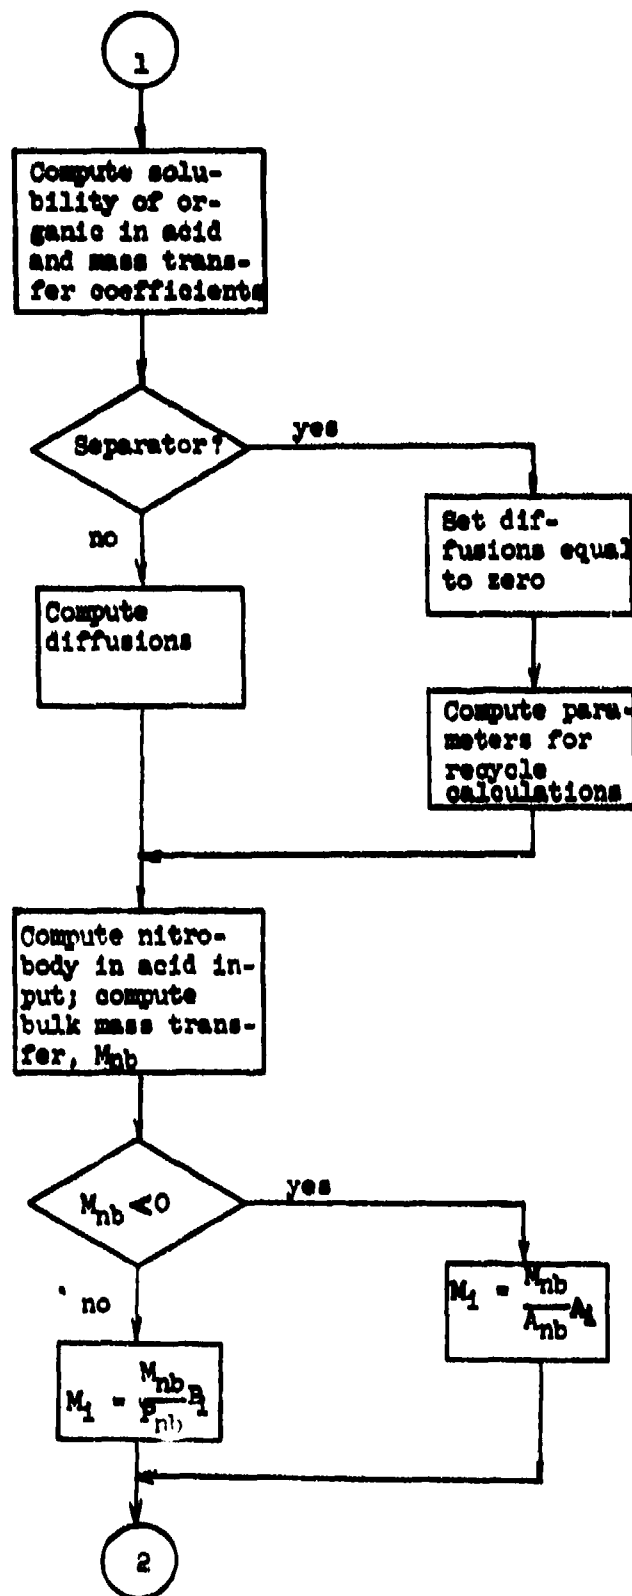 1
Compute solu-
bility of or-
ganic in acid
and mass trans-
fer coefficients
Separator?
yes
no
Set dif-
fusions equal
to zero
Compute
diffusions
Compute para-
meters for
recycle
calculations
Compute nitro-
body in acid in-
put; compute
bulk mass trans-
fer, Mnb
Mnb <0
yes
no
Mi = Mnb
Anb Ai
Mi = Mnb
nb
2